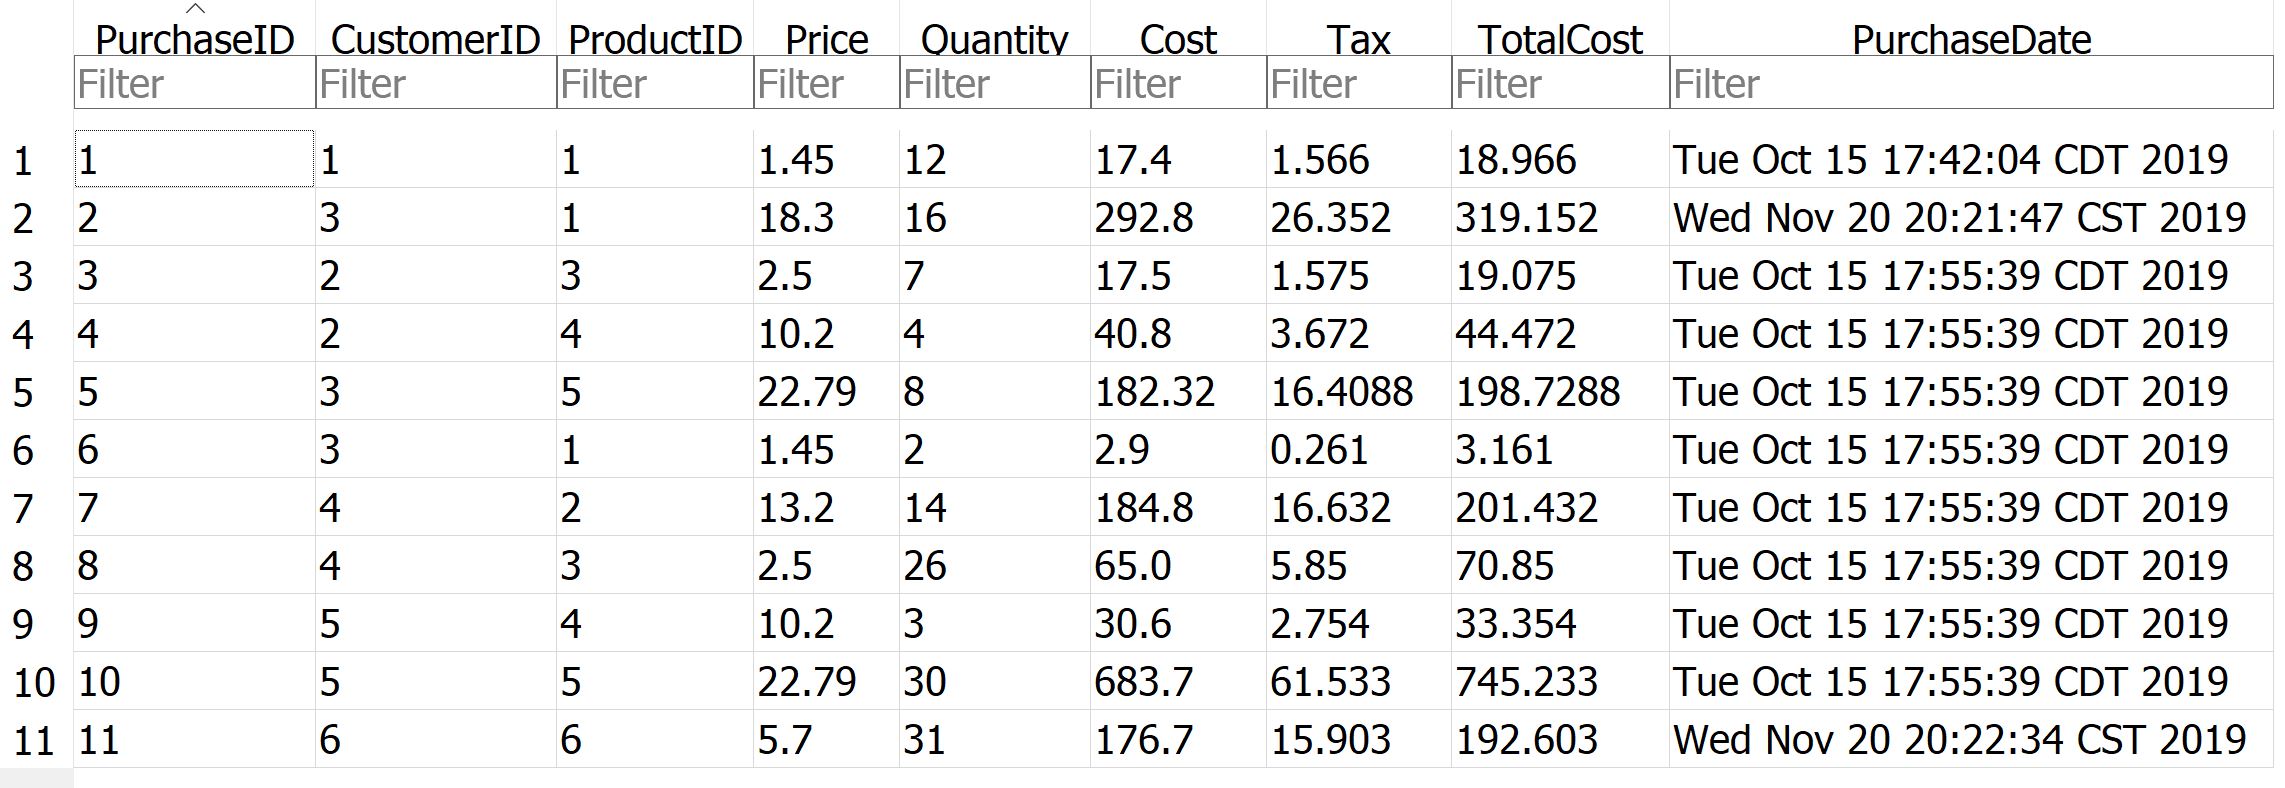 PurchaseID CustomerID ProductID Price Quantity Cost Tax TotalCost PurchaseDate
Filter Filter Filter Filter Filter Filter Filter Filter Filter
1 1 1 1 1.45 12 17.4 1.566 18.966 Tue Oct 15 17:42:04 CDT 2019
2 2 3 1 18.3 16 292.8 26.352 319.152 Wed Nov 20 20:21:47 CST 2019
3 3 2 3 2.5 7 17.5 1.575 19.075 Tue Oct 15 17:55:39 CDT 2019
4 4 2 4 10.2 4 40.8 3.672 44.472 Tue Oct 15 17:55:39 CDT 2019
5 5 3 5 22.79 8 182.32 16.4088 198.7288 Tue Oct 15 17:55:39 CDT 2019
6 6 3 1 1.45 2 2.9 0.261 3.161 Tue Oct 15 17:55:39 CDT 2019
7 7 4 2 13.2 14 184.8 16.632 201.432 Tue Oct 15 17:55:39 CDT 2019
8 8 4 3 2.5 26 65.0 5.85 70.85 Tue Oct 15 17:55:39 CDT 2019
9 9 5 4 10.2 3 30.6 2.754 33.354 Tue Oct 15 17:55:39 CDT 2019
10 10 5 5 22.79 30 683.7 61.533 745.233 Tue Oct 15 17:55:39 CDT 2019
11 11 6 6 5.7 31 176.7 15.903 192.603 Wed Nov 20 20:22:34 CST 2019